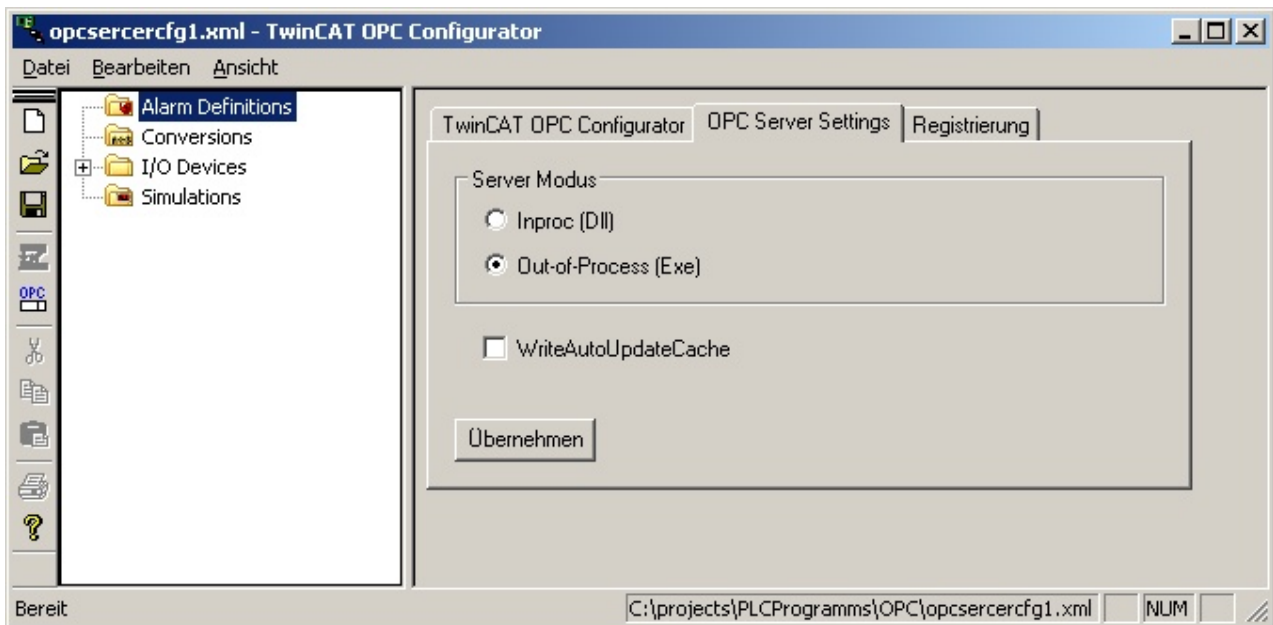 opcsercercfg1.xml - TwinCAT OPC Configurator
Datei Bearbeiten Ansicht
Alarm Definitions
Conversions
I/O Devices
Simulations
OPC
TwinCAT OPC Configurator OPC Server Settings Registrierung
Server Modus
Inproc (Dll)
Out-of-Process (Exe)
WriteAutoUpdateCache
Übernehmen
Bereit C:\projects\PLCProgramms\OPC\opcsercercfg1.xml NUM